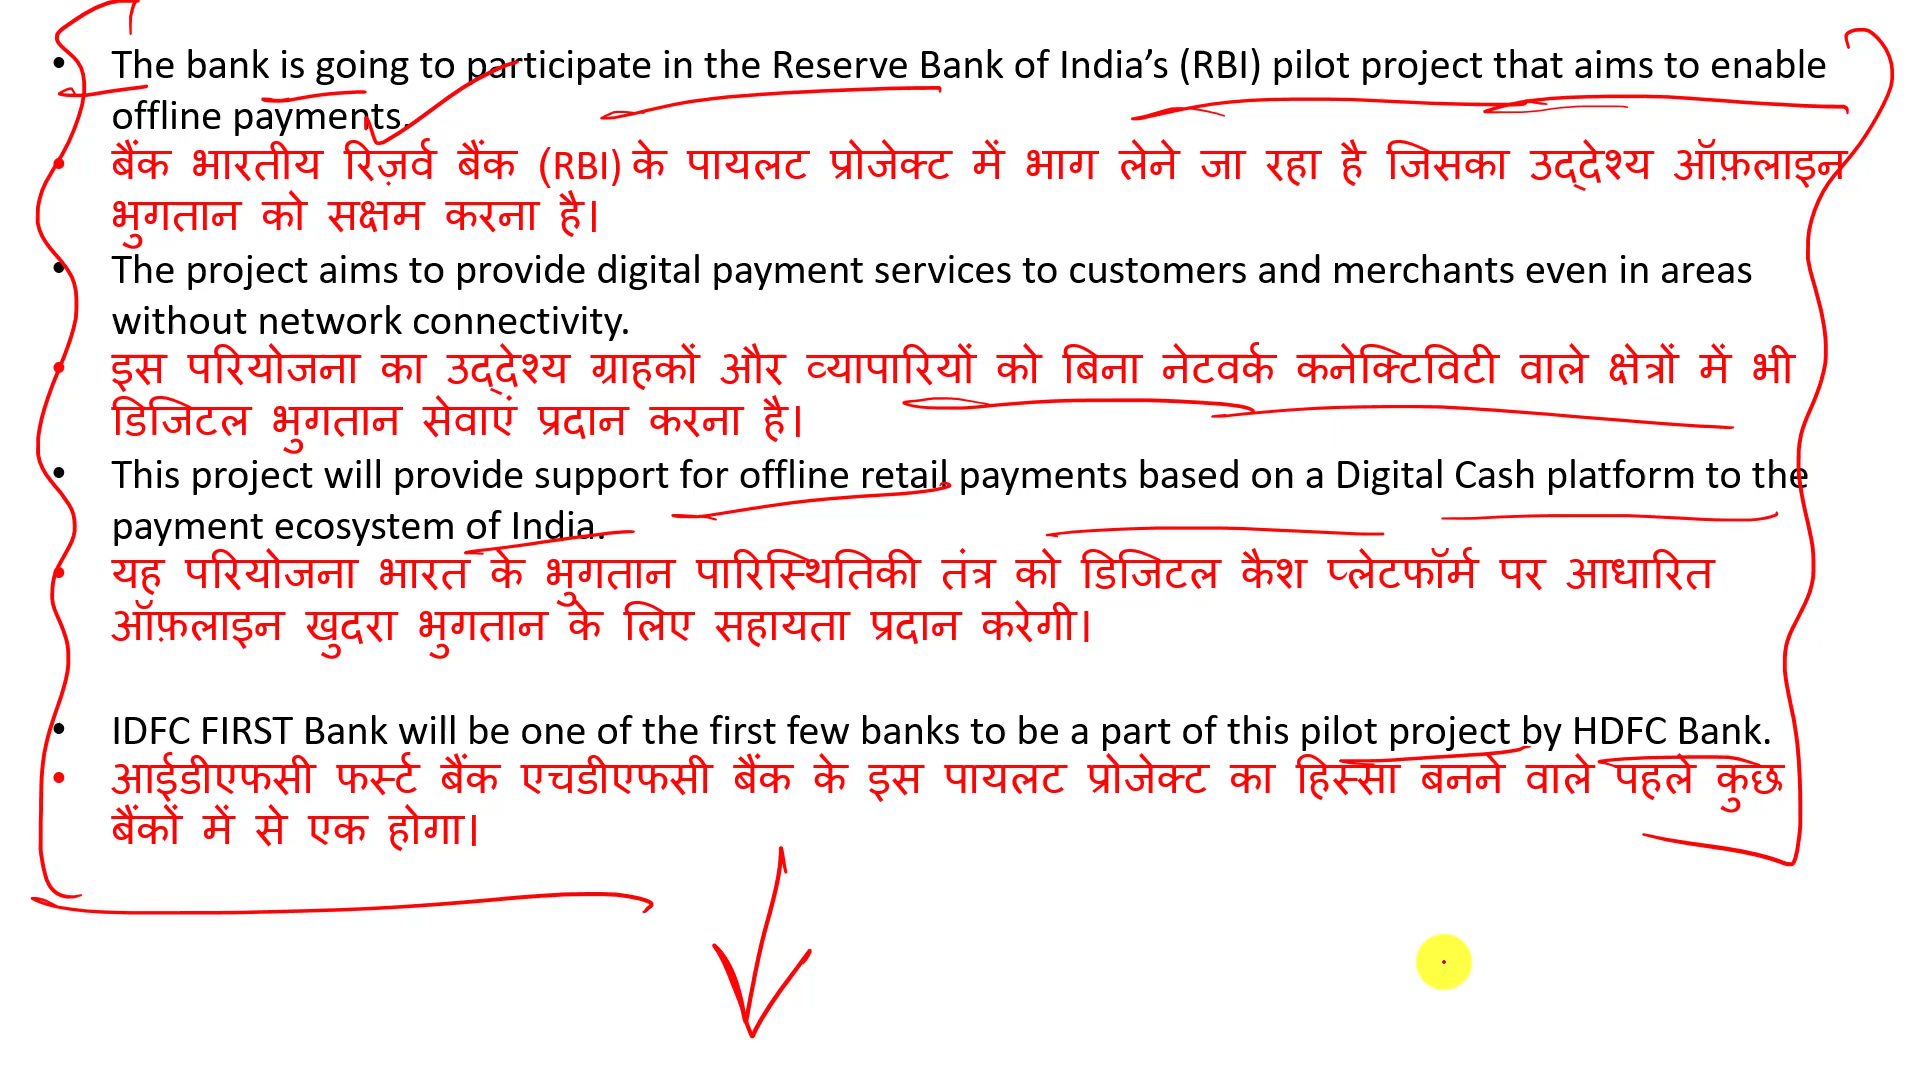 • The bank is going to participate in the Reserve Bank of India’s (RBI) pilot project that aims to enable
offline payments.
• बैंक भारतीय रिज़र्व बैंक (RBI) के पायलट प्रोजेक्ट में भाग लेने जा रहा है जिसका उद्देश्य ऑफ़लाइन
भुगतान को सक्षम करना है।
• The project aims to provide digital payment services to customers and merchants even in areas
without network connectivity.
• इस परियोजना का उद्देश्य ग्राहकों और व्यापारियों को बिना नेटवर्क कनेक्टिविटी वाले क्षेत्रों में भी
डिजिटल भुगतान सेवाएं प्रदान करना है।
• This project will provide support for offline retail payments based on a Digital Cash platform to the
payment ecosystem of India.
• यह परियोजना भारत के भुगतान पारिस्थितिकी तंत्र को डिजिटल कैश प्लेटफॉर्म पर आधारित
ऑफ़लाइन खुदरा भुगतान के लिए सहायता प्रदान करेगी।
• IDFC FIRST Bank will be one of the first few banks to be a part of this pilot project by HDFC Bank.
• आईडीएफसी फर्स्ट बैंक एचडीएफसी बैंक के इस पायलट प्रोजेक्ट का हिस्सा बनने वाले पहले कुछ
बैंकों में से एक होगा।